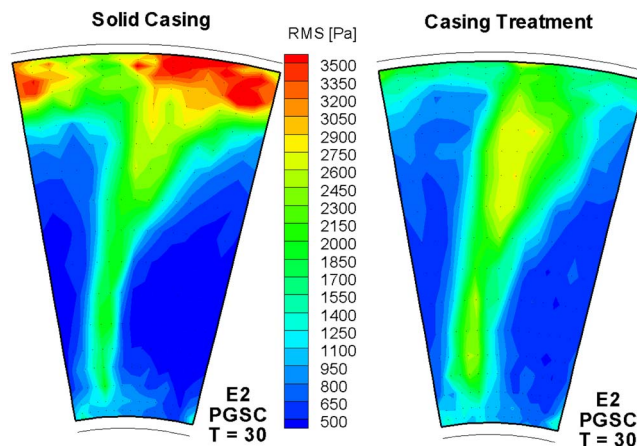 Solid Casing
RMS [Pa]
Casing Treatment
3500
3350
3200
3050
2900
2750
2600
2450
2300
2150
2000
1850
1700
1550
1400
1250
1100
950
800
650
500
E2
PGSC
T = 30
E2
PGSC
T = 30